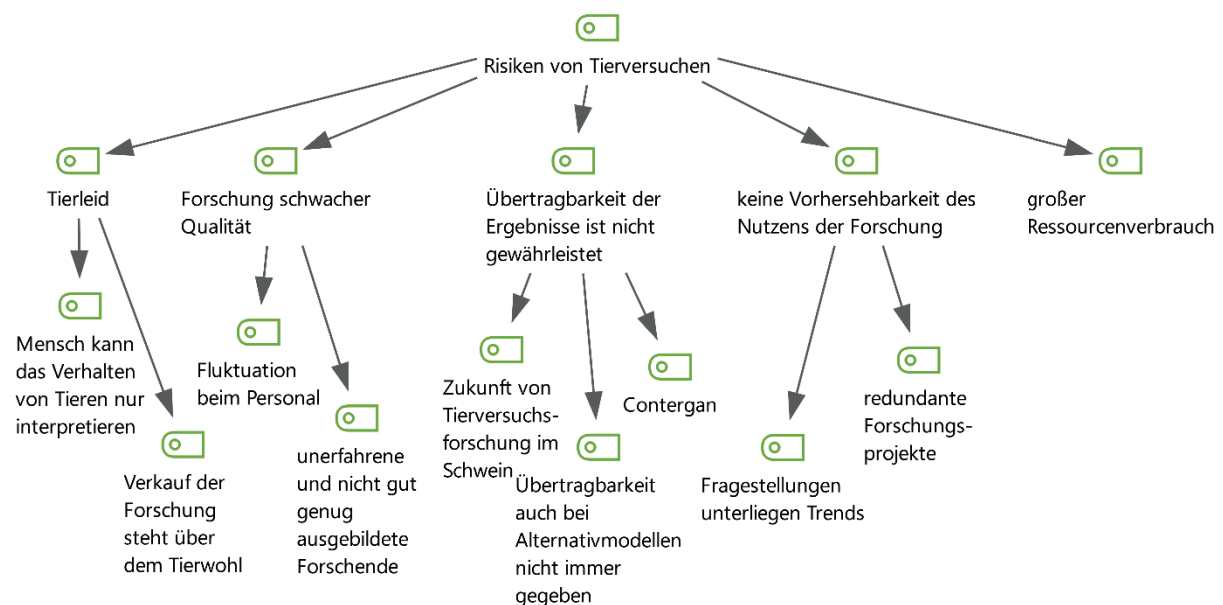 Risiken von Tierversuchen
Tierleid
Forschung schwacher
Qualität
Übertragbarkeit der
Ergebnisse ist nicht
gewährleistet
keine Vorhersehbarkeit des
Nutzens der Forschung
großer
Ressourcenverbrauch
Mensch kann
das Verhalten
von Tieren nur
interpretieren
Verkauf der
Forschung
steht über
dem Tierwohl
Fluktuation
beim Personal
unerfahrene
und nicht gut
genug
ausgebildete
Forschende
Zukunft von
Tierversuchs-
forschung im
Schwein
Übertragbarkeit
auch bei
Alternativmodellen
nicht immer
gegeben
Contergan
Fragestellungen
unterliegen Trends
redundante
Forschungs-
projekte